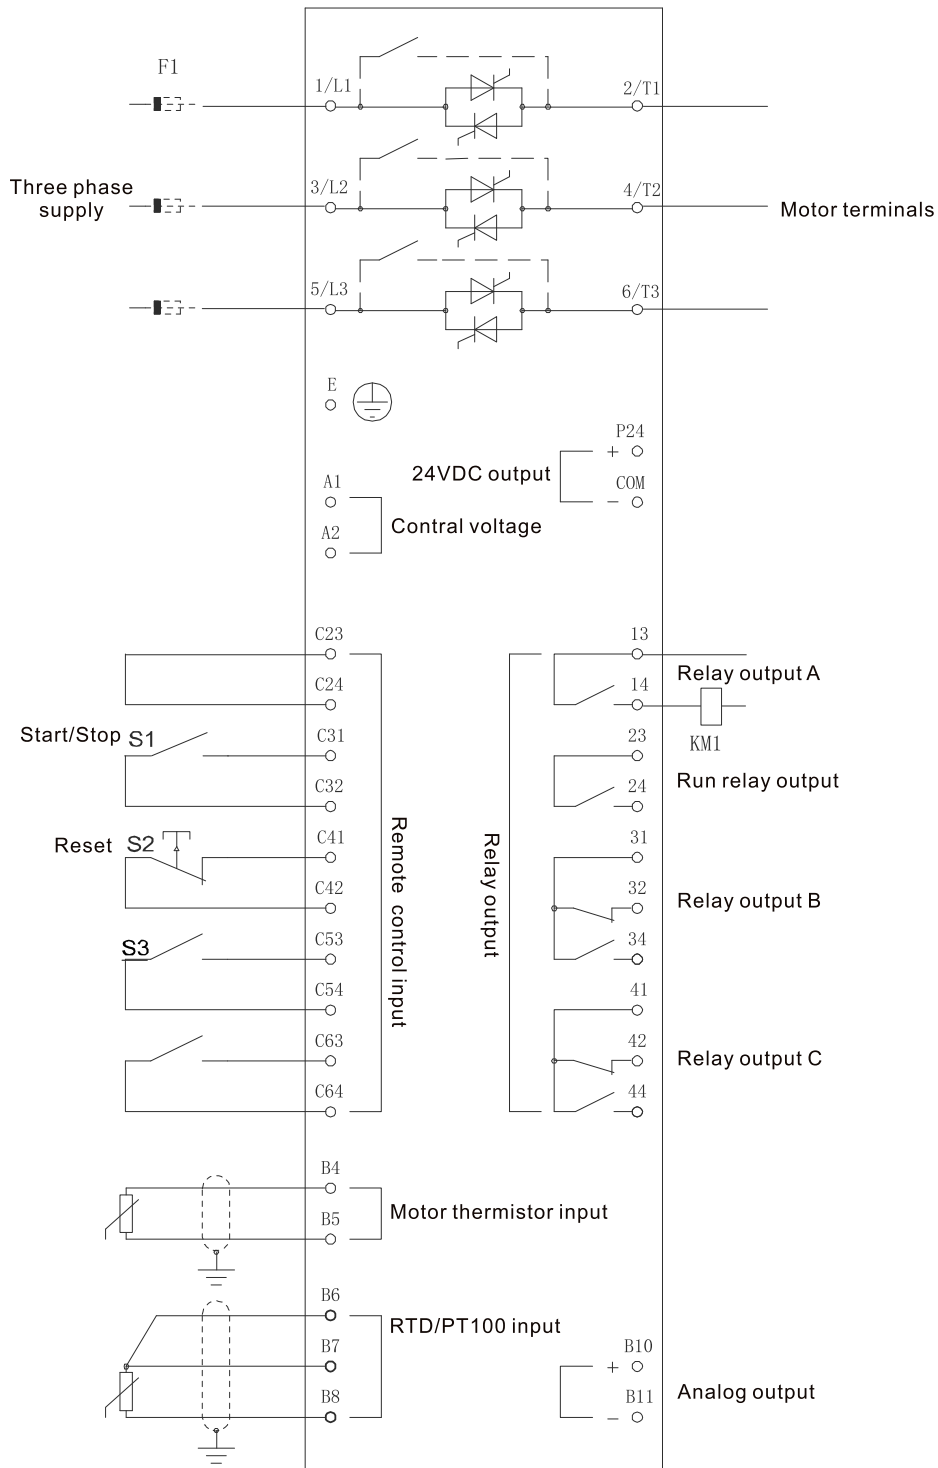 F1
1/L1
2/T1
Three phase
supply
3/L2
4/T2
Motor terminals
5/L3
6/T3
E
P24
+
24VDC output
COM
−
A1
Contral voltage
A2
C23
13
Relay output A
C24
14
KM1
Start/Stop S1
C31
23
Run relay output
C32
24
Reset S2
C41
31
C42
32
Relay output B
S3
C53
34
C54
41
C63
42
Relay output C
C64
44
Remote control input
Relay output
B4
Motor thermistor input
B5
B6
RTD/PT100 input
B7
B10
+
B8
B11
−
Analog output